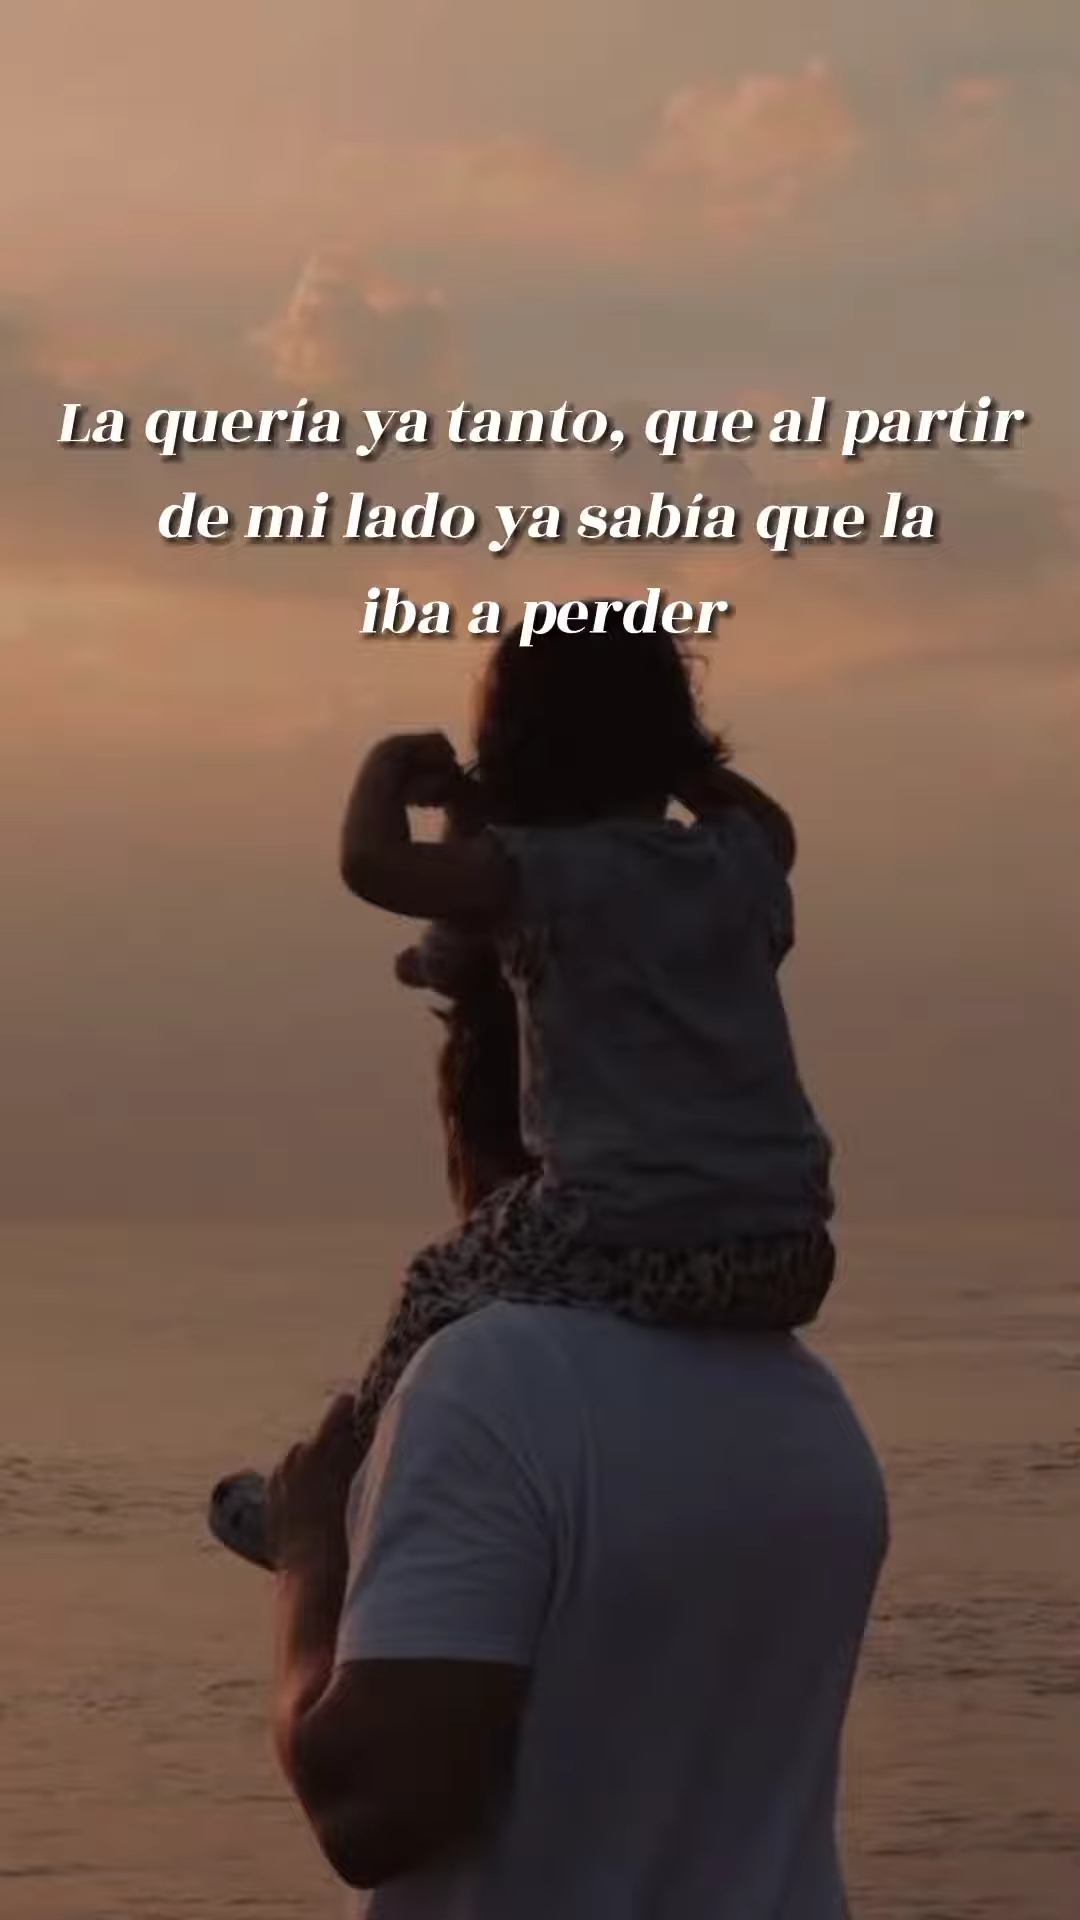 La quería ya tanto, que al partir
de mi lado ya sabía que la
iba a perder